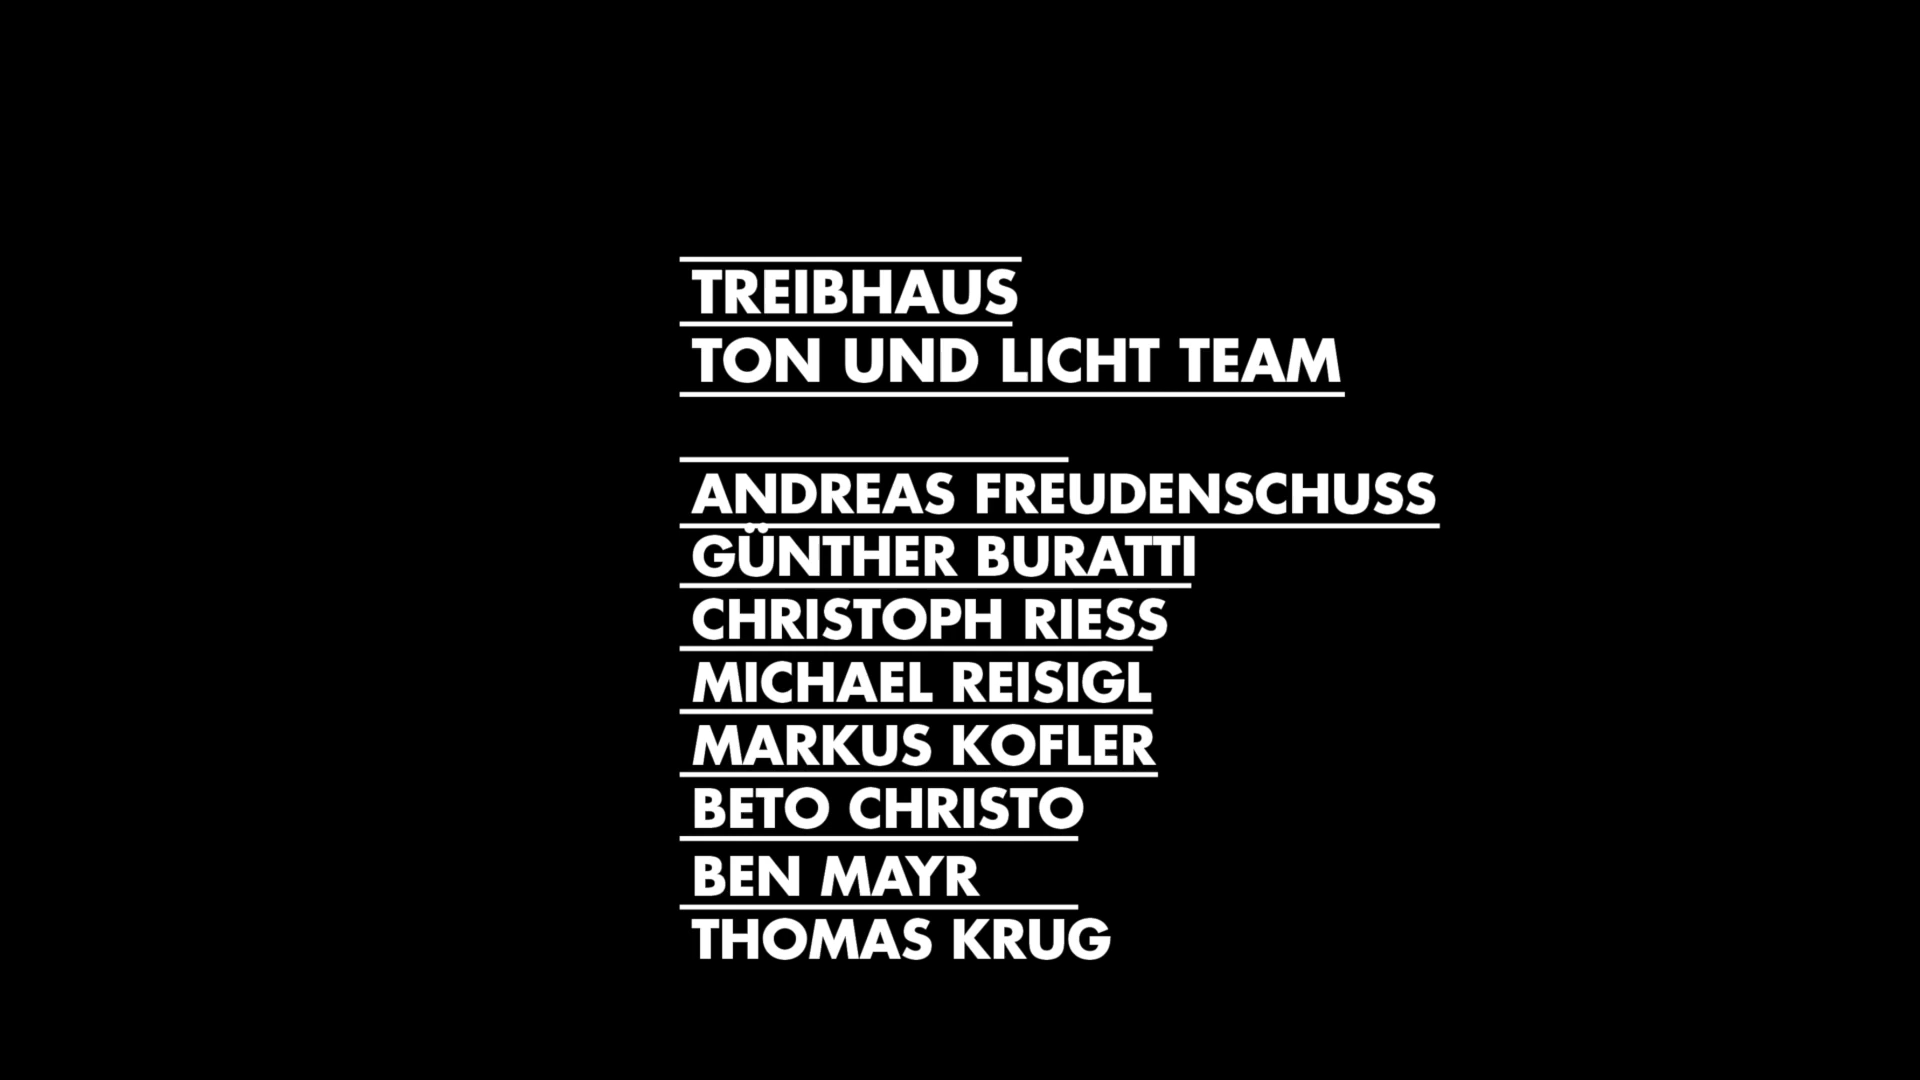 TREIBHAUS
TON UND LICHT TEAM
ANDREAS FREUDENSCHUSS
GÜNTHER BURATTI
CHRISTOPH RIESS
MICHAEL REISIGL
MARKUS KOFLER
BETO CHRISTO
BEN MAYR
THOMAS KRUG